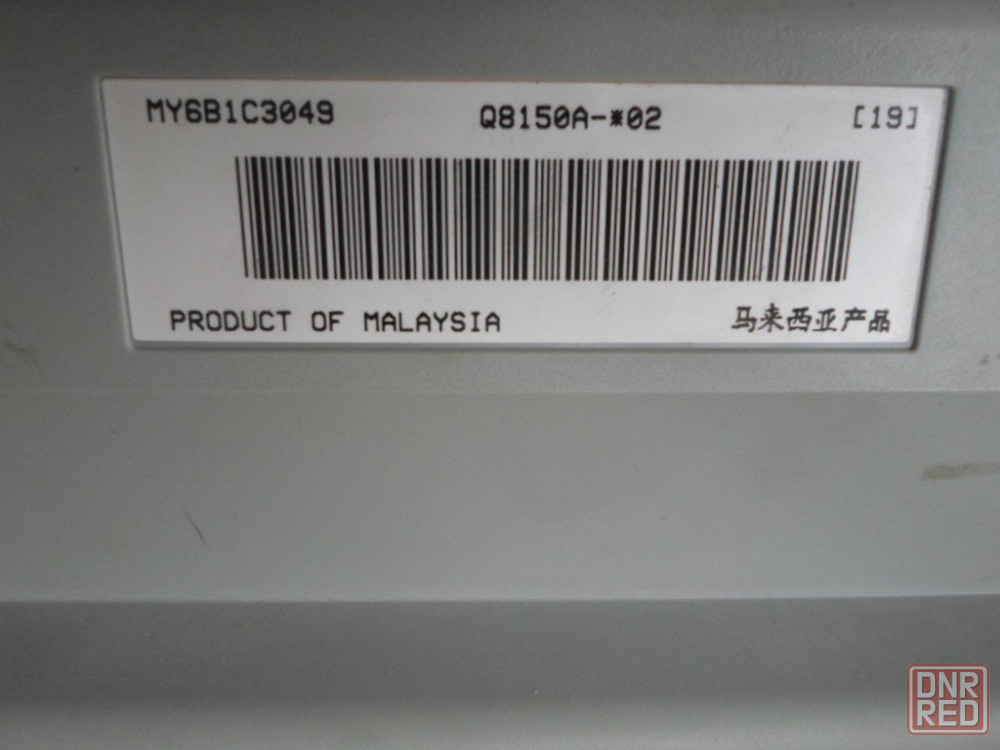 MY6B1C3049 Q8150A-*02 [19]
PRODUCT OF MALAYSIA 马来西亚产品
DNR
RED